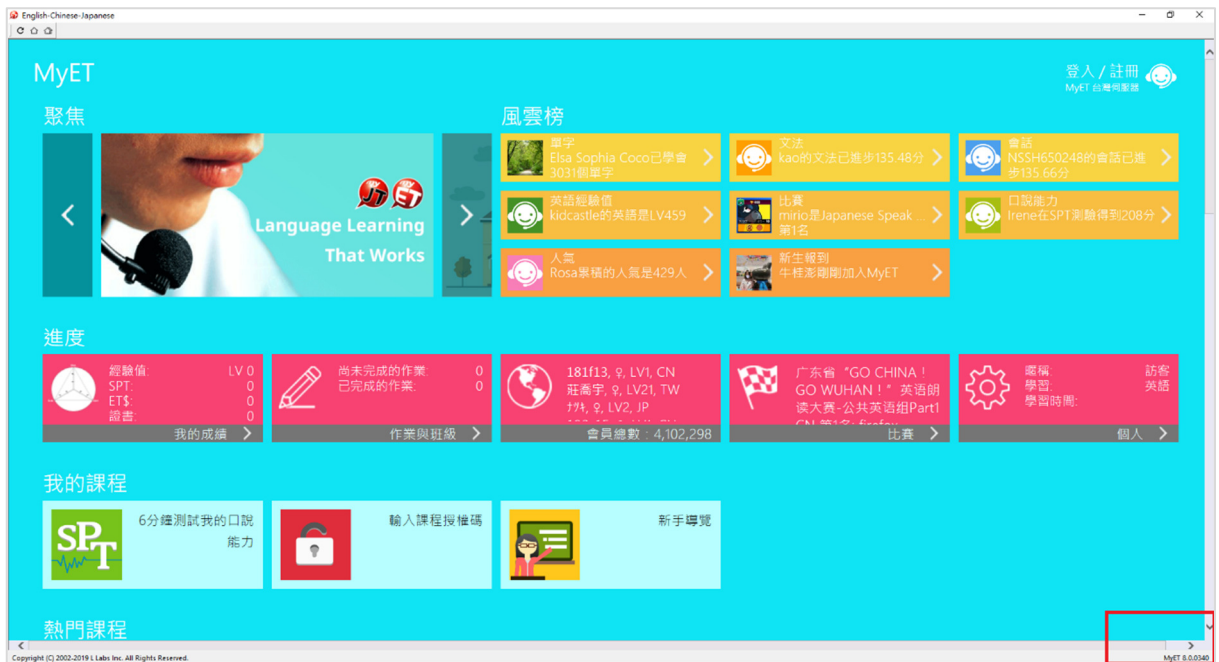 English-Chinese-Japanese
MyET
登入 / 註冊
MyET 台灣伺服器
聚焦
MY JT MY ET
Language Learning
That Works
風雲榜
單字
Elsa Sophia Coco已學會
3031個單字
文法
kao的文法已進步135.48分
會話
NSSH650248的會話已進
步135.66分
英語經驗值
kidcastle的英語是LV459
比賽
mirio是Japanese Speak ...
第1名
口說能力
Irene在SPT測驗得到208分
人氣
Rosa累積的人氣是429人
新生報到
牛桂澎剛剛加入MyET
進度
經驗值: LV 0
SPT: 0
ET$: 0
證書: 0
我的成績
尚未完成的作業: 0
已完成的作業: 0
作業與班級
181f13, ♀, LV1, CN
莊喬宇, ♀, LV21, TW
ﾅﾂｷ, ♀, LV2, JP
會員總數 : 4,102,298
广东省 “GO CHINA！
GO WUHAN！” 英语朗
读大赛-公共英语组Part1
比賽
暱稱: 訪客
學習: 英語
學習時間:
個人
我的課程
SPT
6分鐘測試我的口說
能力
輸入課程授權碼
新手導覽
熱門課程
Copyright (C) 2002-2019 L Labs Inc. All Rights Reserved.
MyET 8.0.0340